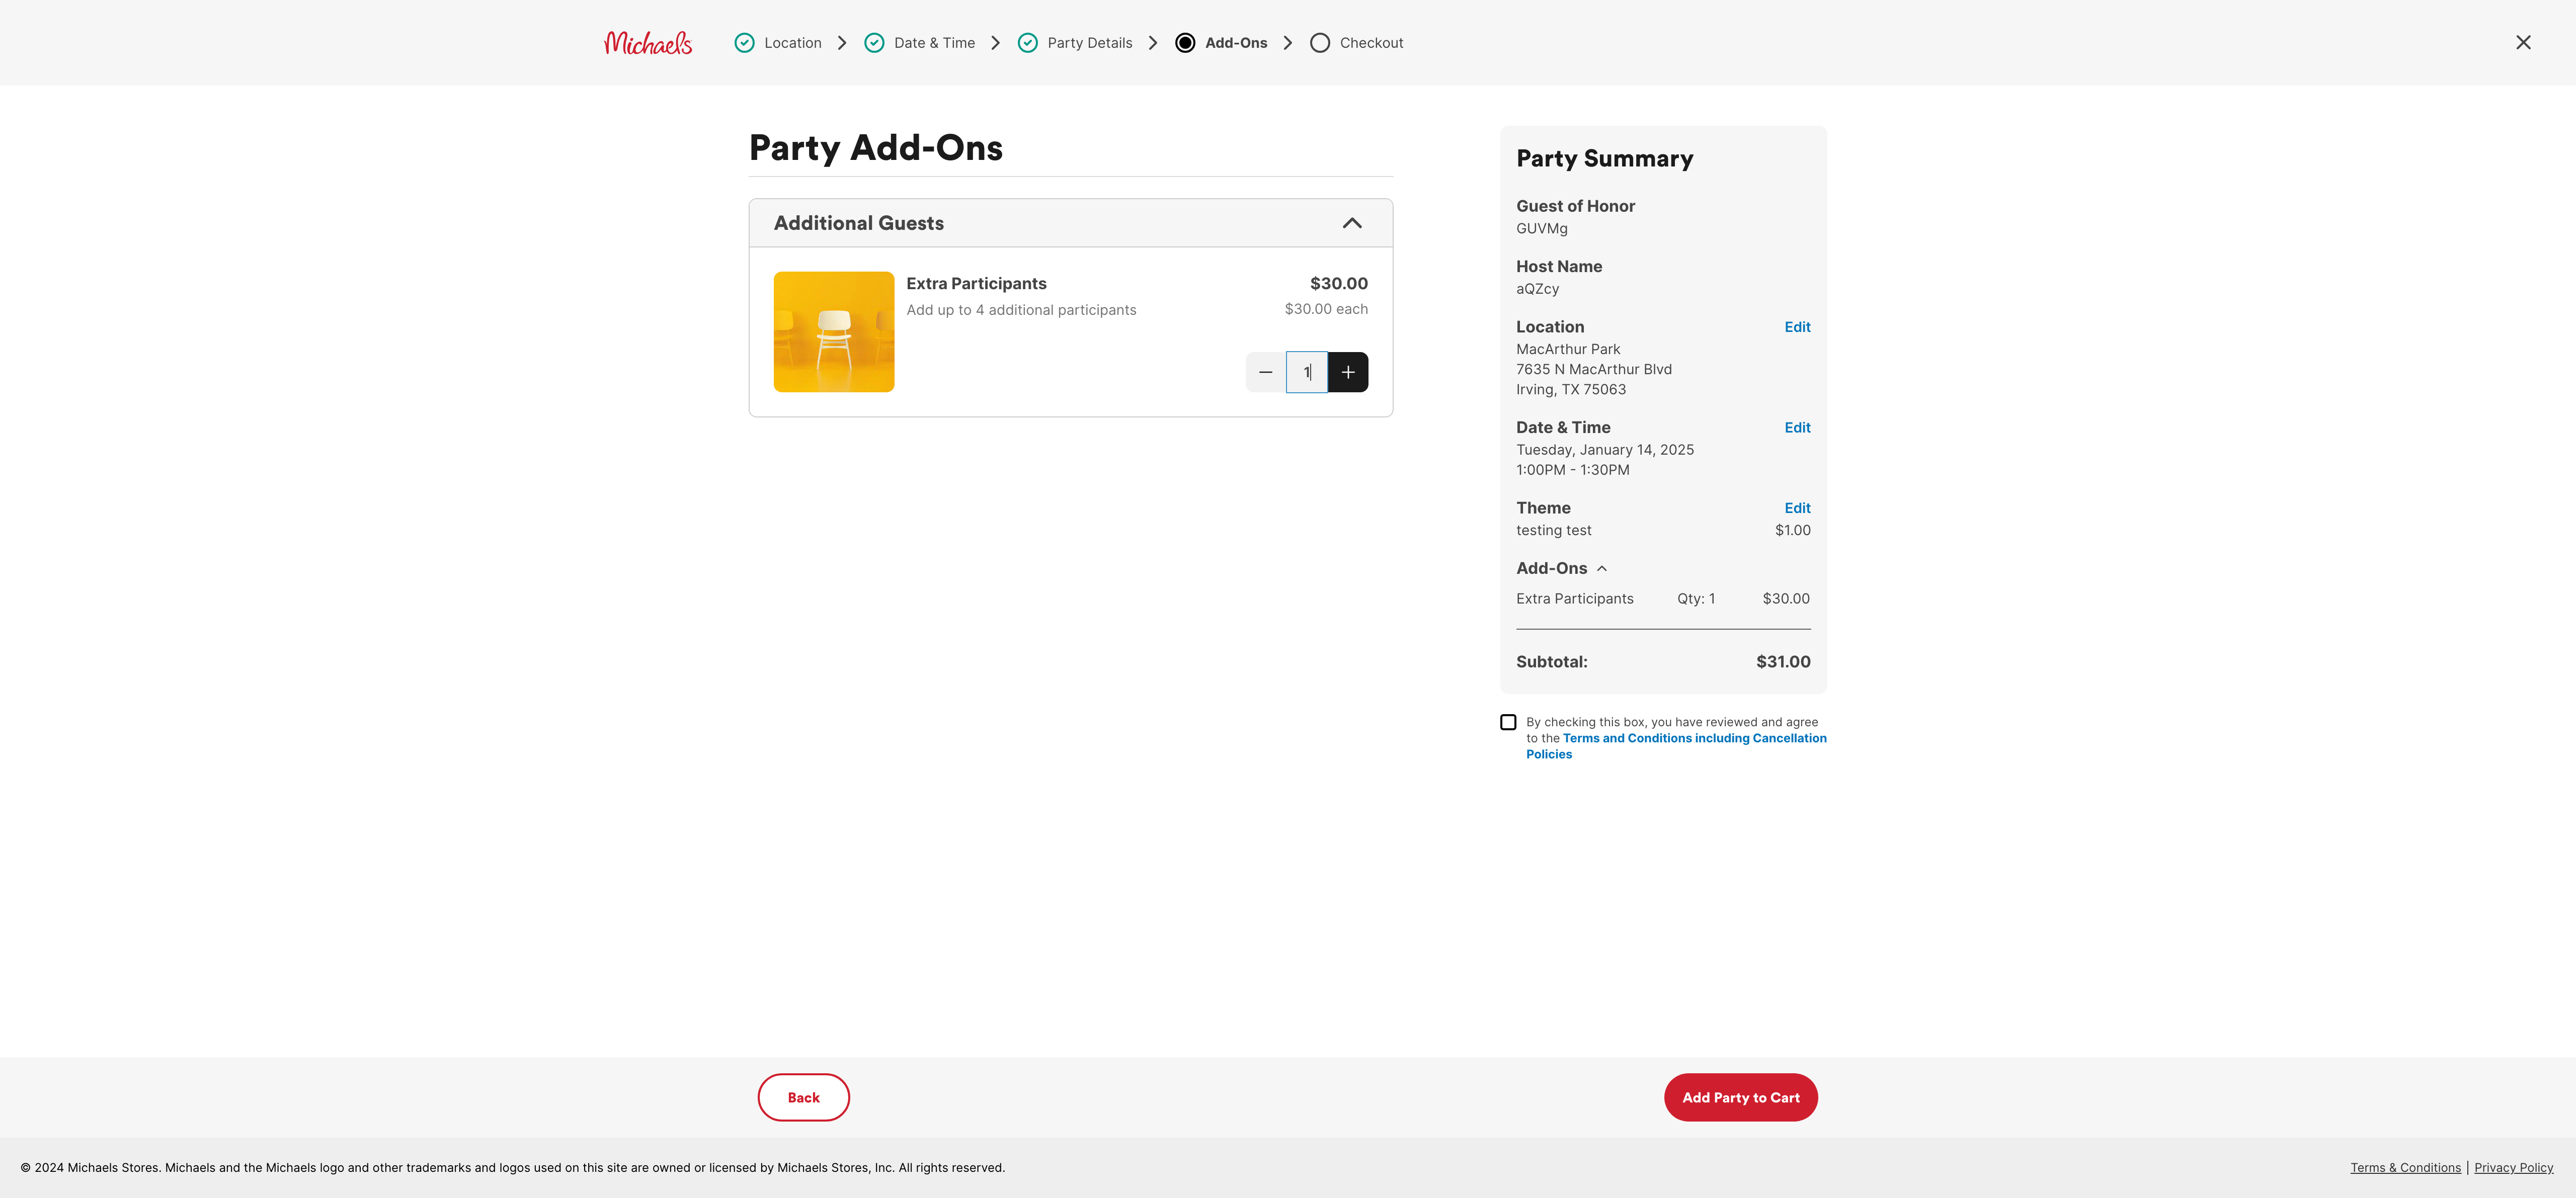 Michaels
Location
Date & Time
Party Details
Add-Ons
Checkout
Party Add-Ons
Additional Guests
Extra Participants
$30.00
Add up to 4 additional participants
$30.00 each
1
Party Summary
Guest of Honor
GUVMg
Host Name
aQZcy
Location Edit
MacArthur Park
7635 N MacArthur Blvd
Irving, TX 75063
Date & Time Edit
Tuesday, January 14, 2025
1:00PM - 1:30PM
Theme Edit
testing test $1.00
Add-Ons
Extra Participants Qty: 1 $30.00
Subtotal: $31.00
By checking this box, you have reviewed and agree
to the Terms and Conditions including Cancellation
Policies
Back
Add Party to Cart
© 2024 Michaels Stores. Michaels and the Michaels logo and other trademarks and logos used on this site are owned or licensed by Michaels Stores, Inc. All rights reserved.
Terms & Conditions | Privacy Policy